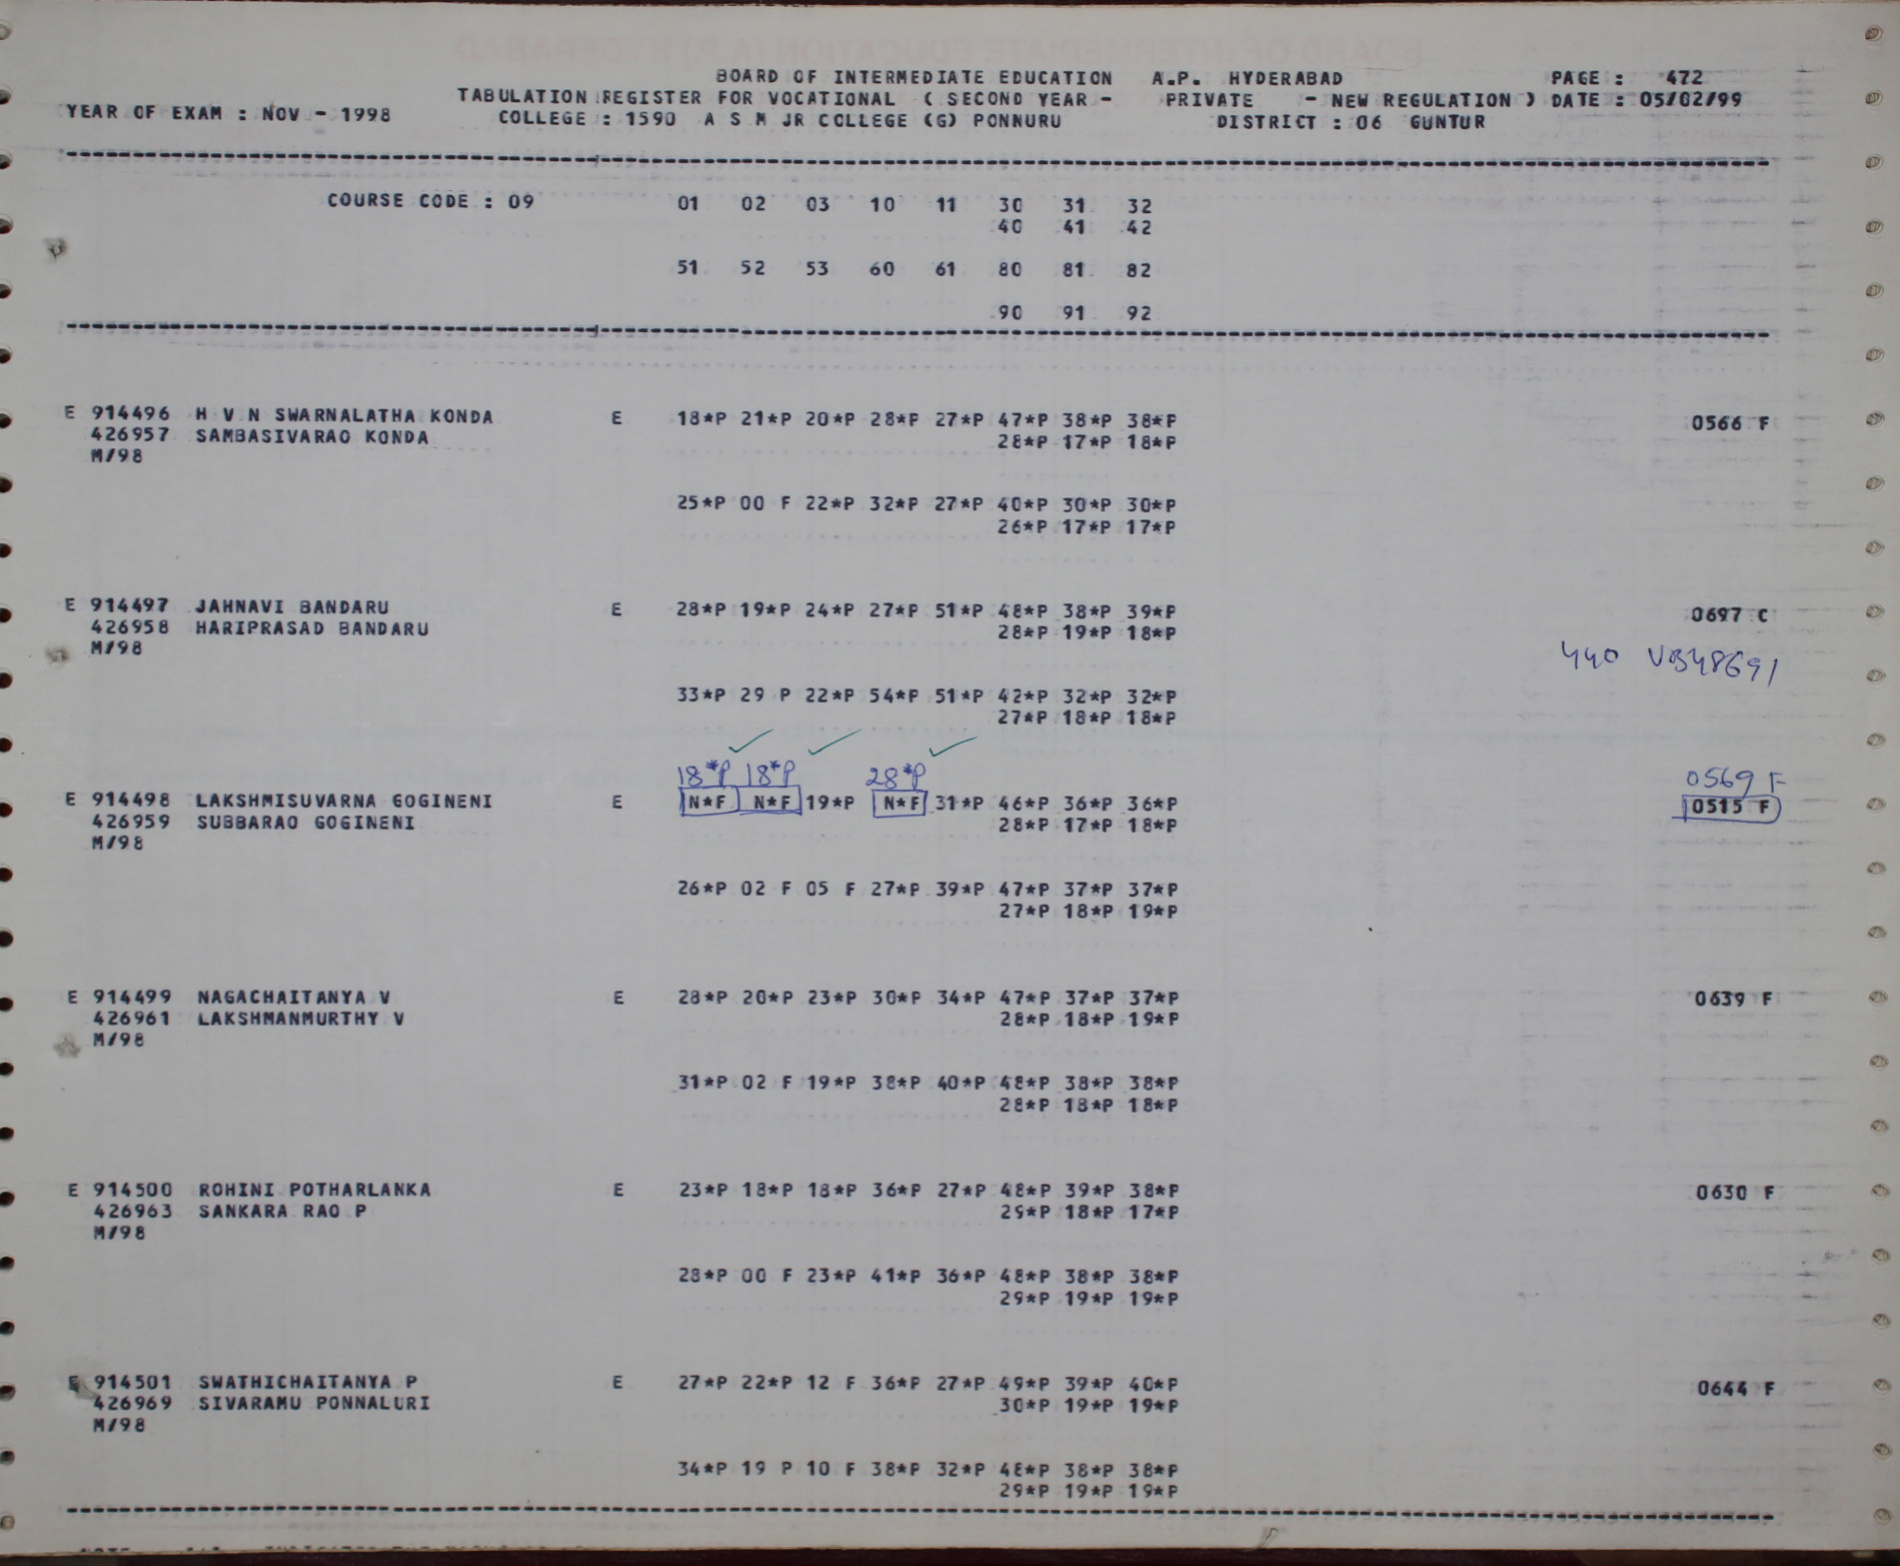 BOARD OF INTERMEDIATE EDUCATION A.P. HYDERABAD PAGE : 472
TABULATION REGISTER FOR VOCATIONAL ( SECOND YEAR - PRIVATE - NEW REGULATION ) DATE : 05/02/99
YEAR OF EXAM : NOV - 1998 COLLEGE : 1590 A S M JR COLLEGE (G) PONNURU DISTRICT : 06 GUNTUR
COURSE CODE : 09 01 02 03 10 11 30 31 32
40 41 42
51 52 53 60 61 80 81 82
90 91 92
E 914496 H V N SWARNALATHA KONDA E 18*P 21*P 20*P 28*P 27*P 47*P 38*P 38*P 0566 F
426957 SAMBASIVARAO KONDA 28*P 17*P 18*P
M/98
25*P 00 F 22*P 32*P 27*P 40*P 30*P 30*P
26*P 17*P 17*P
E 914497 JAHNAVI BANDARU E 28*P 19*P 24*P 27*P 51*P 48*P 38*P 39*P 0697 C
426958 HARIPRASAD BANDARU 28*P 19*P 18*P
M/98 440 VB48691
33*P 29 P 22*P 54*P 51*P 42*P 32*P 32*P
27*P 18*P 18*P
18*P 18*P 28*P 0569 F
E 914498 LAKSHMISUVARNA GOGINENI E N*F N*F 19*P N*F 31*P 46*P 36*P 36*P 0515 F
426959 SUBBARAO GOGINENI 28*P 17*P 18*P
M/98
26*P 02 F 05 F 27*P 39*P 47*P 37*P 37*P
27*P 18*P 19*P
E 914499 NAGACHAITANYA V E 28*P 20*P 23*P 30*P 34*P 47*P 37*P 37*P 0639 F
426961 LAKSHMANMURTHY V 28*P 18*P 19*P
M/98
31*P 02 F 19*P 38*P 40*P 48*P 38*P 38*P
28*P 18*P 18*P
E 914500 ROHINI POTHARLANKA E 23*P 18*P 18*P 36*P 27*P 48*P 39*P 38*P 0630 F
426963 SANKARA RAO P 29*P 18*P 17*P
M/98
28*P 00 F 23*P 41*P 36*P 48*P 38*P 38*P
29*P 19*P 19*P
E 914501 SWATHICHAITANYA P E 27*P 22*P 12 F 36*P 27*P 49*P 39*P 40*P 0644 F
426969 SIVARAMU PONNALURI 30*P 19*P 19*P
M/98
34*P 19 P 10 F 38*P 32*P 48*P 38*P 38*P
29*P 19*P 19*P